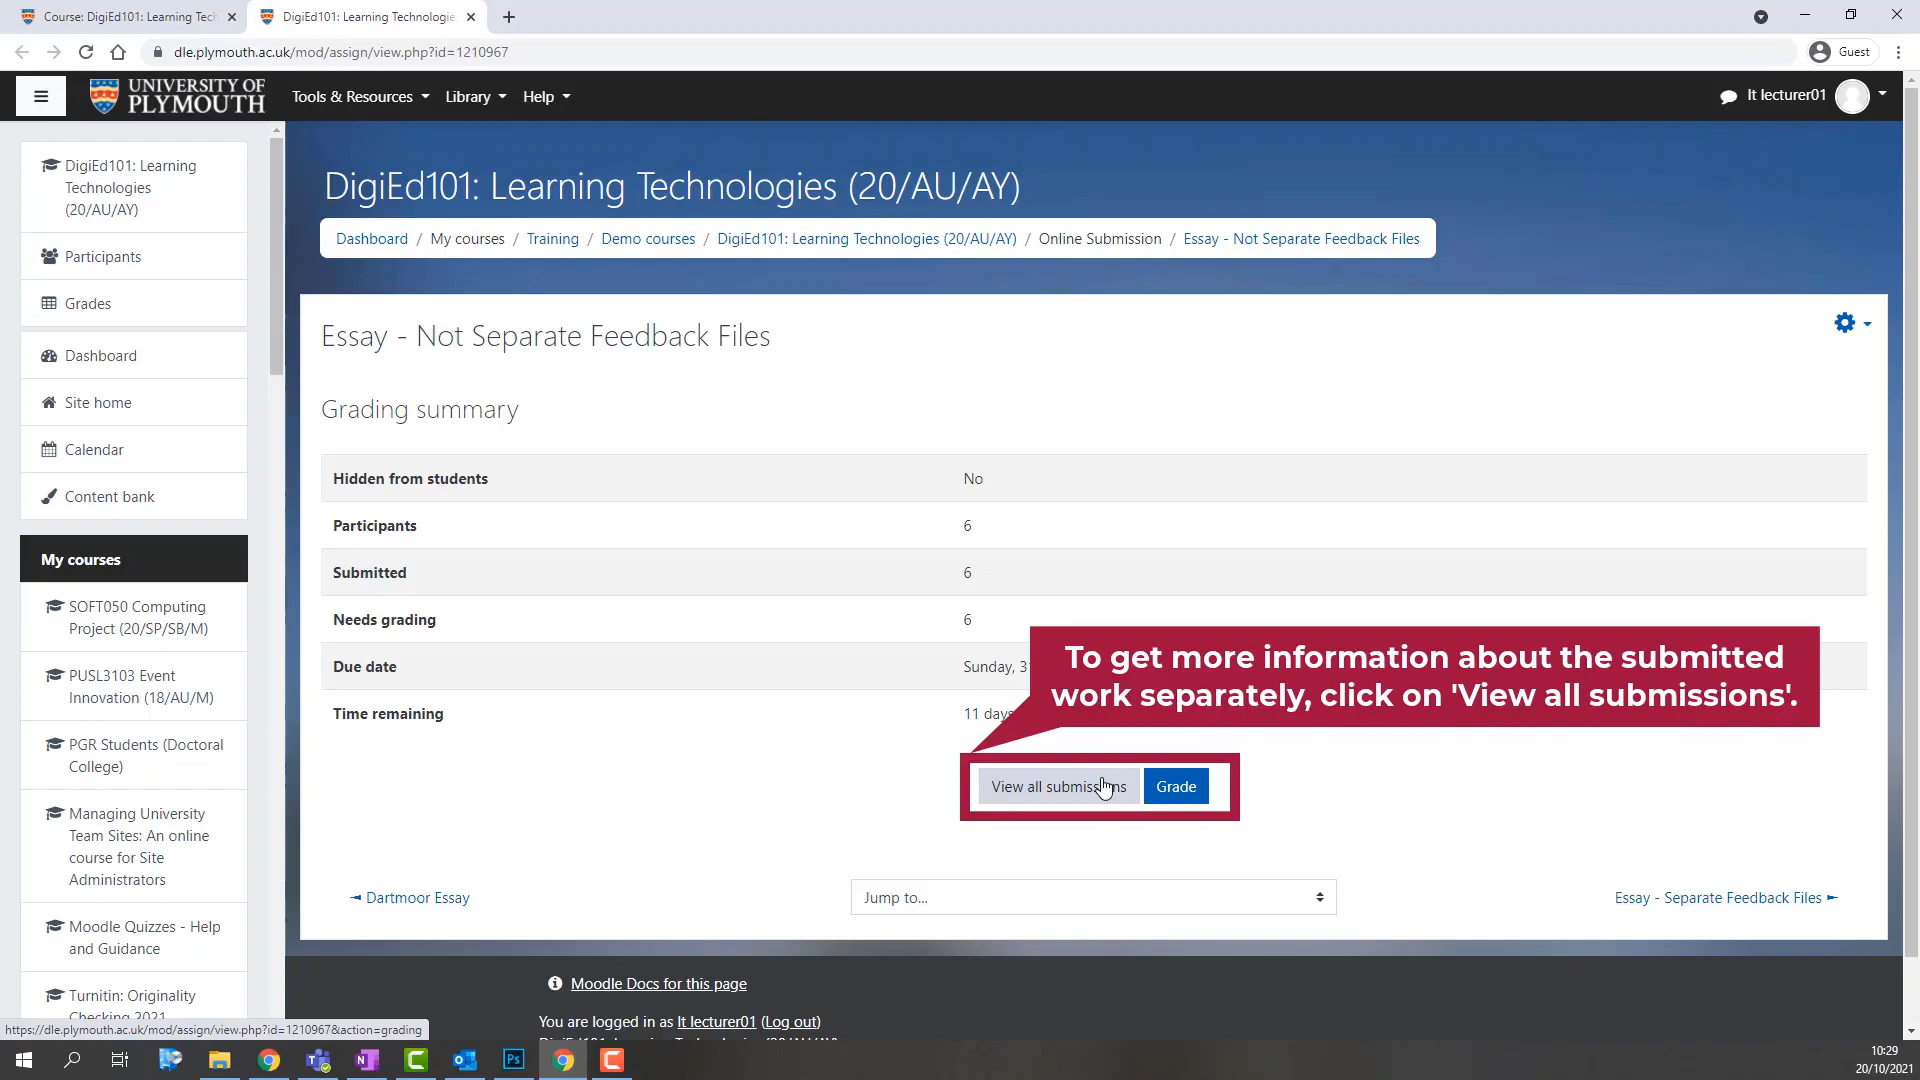 Course: DigiEd101: Learning Tech
DigiEd101: Learning Technologie
dle.plymouth.ac.uk/mod/assign/view.php?id=1210967
Guest
UNIVERSITY OF
PLYMOUTH
Tools & Resources
Library
Help
lt lecturer01
DigiEd101: Learning
Technologies
(20/AU/AY)
Participants
Grades
Dashboard
Site home
Calendar
Content bank
My courses
SOFT050 Computing
Project (20/SP/SB/M)
PUSL3103 Event
Innovation (18/AU/M)
PGR Students (Doctoral
College)
Managing University
Team Sites: An online
course for Site
Administrators
Moodle Quizzes - Help
and Guidance
Turnitin: Originality
Checking 2021
https://dle.plymouth.ac.uk/mod/assign/view.php?id=1210967&action=grading
DigiEd101: Learning Technologies (20/AU/AY)
Dashboard / My courses / Training / Demo courses / DigiEd101: Learning Technologies (20/AU/AY) / Online Submission / Essay - Not Separate Feedback Files
Essay - Not Separate Feedback Files
Grading summary
Hidden from students No
Participants 6
Submitted 6
Needs grading 6
Due date Sunday, 3
Time remaining 11 days
To get more information about the submitted
work separately, click on 'View all submissions'.
View all submissions Grade
◄ Dartmoor Essay
Jump to...
Essay - Separate Feedback Files ►
Moodle Docs for this page
You are logged in as lt lecturer01 (Log out)
DigiEd101: Learning Technologies (20/AU/AY)
10:29
20/10/2021